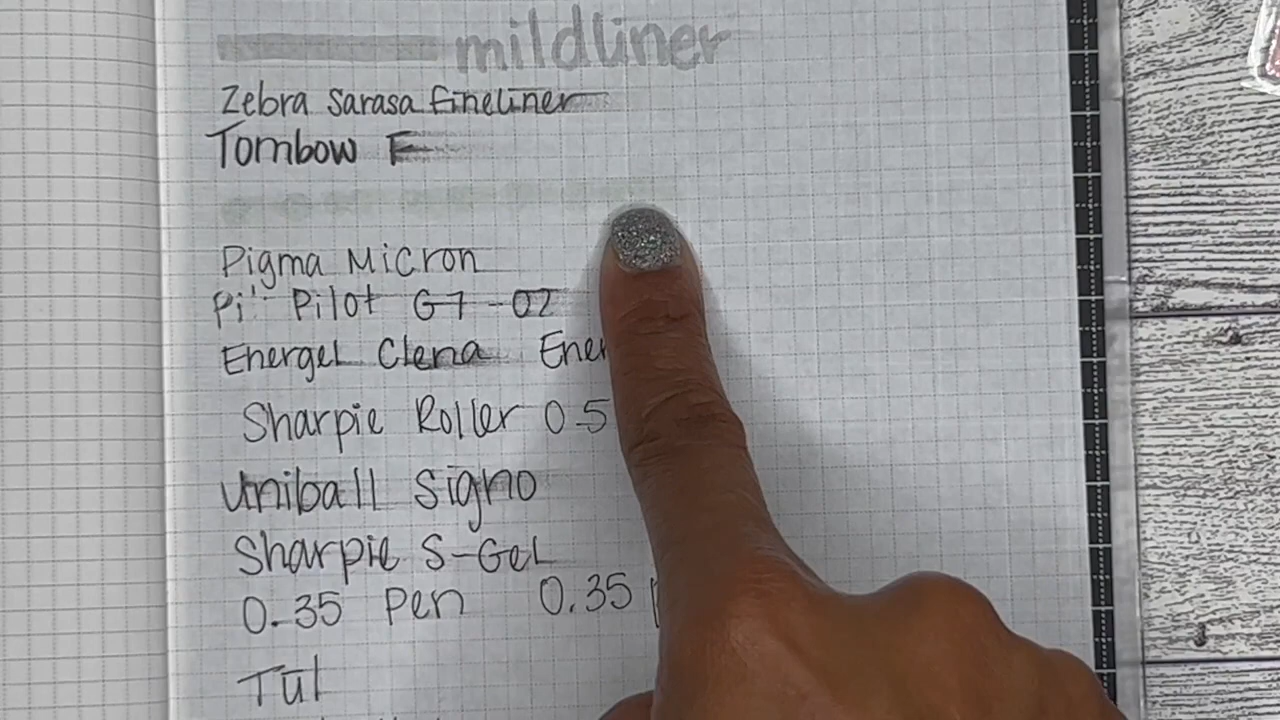 mildliner
Zebra Sarasa fineliner
Tombow F
Pigma Micron
Pi Pilot G7 -02
Energel Clena Ener
Sharpie Roller 0.5
Uniball Signo
Sharpie S-Gel
0.35 Pen 0.35
Tul